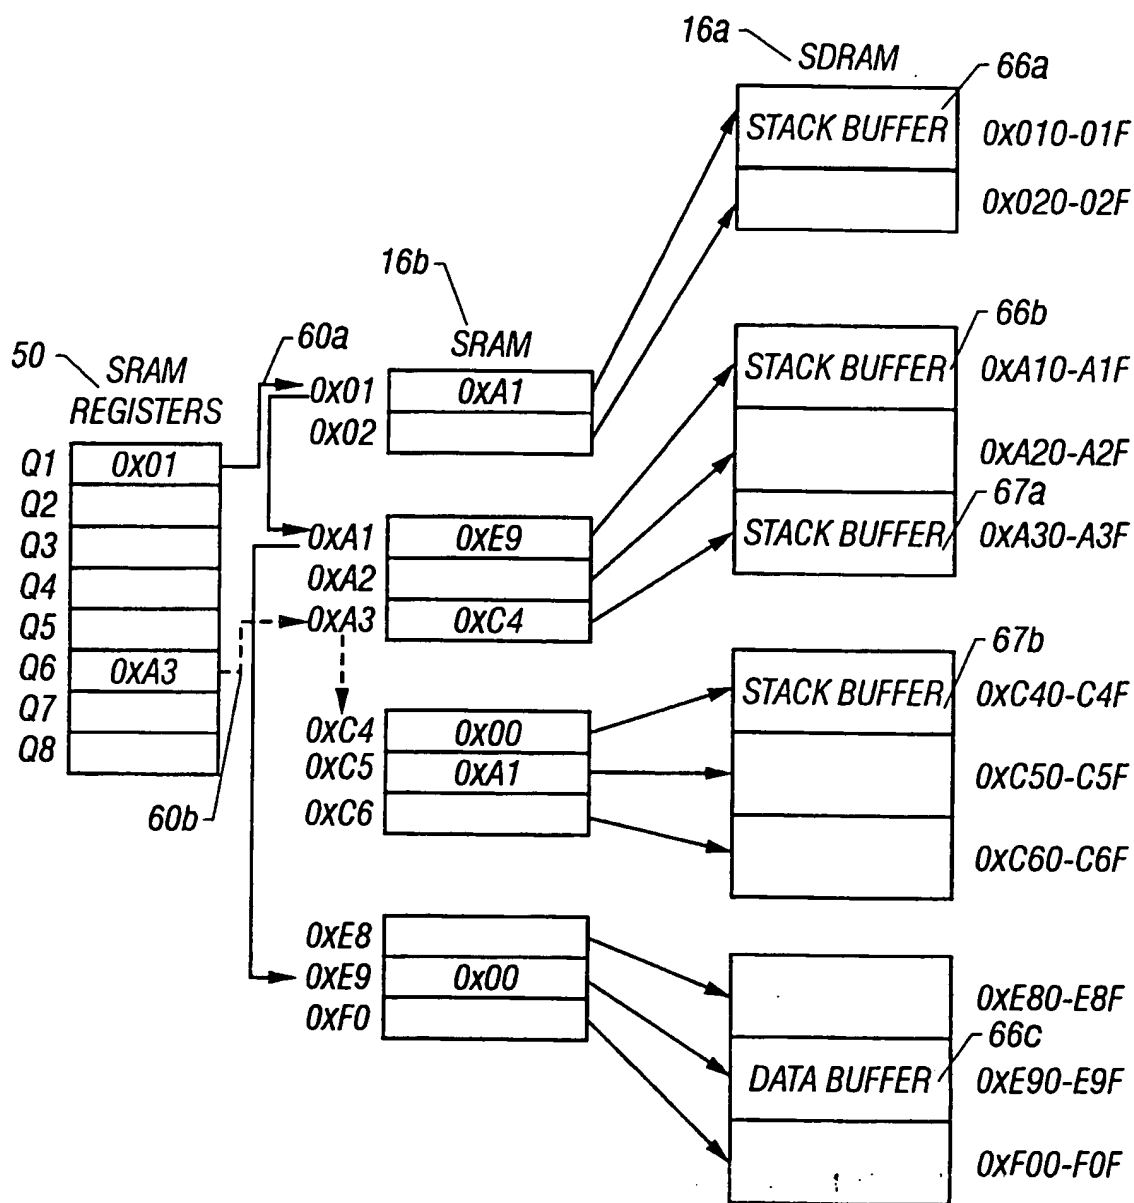 16a
SDRAM
66a
STACK BUFFER
0X010-01F
0X020-02F
16b
SRAM
60a
50
SRAM
REGISTERS
0X01
0XA1
0X02
Q1
0X01
Q2
Q3
Q4
Q5
Q6
0XA3
Q7
Q8
60b
66b
STACK BUFFER
0XA10-A1F
0XA20-A2F
67a
STACK BUFFER
0XA30-A3F
0XA1
0XE9
0XA2
0XA3
0XC4
67b
STACK BUFFER
0XC40-C4F
0XC50-C5F
0XC60-C6F
0XC4
0X00
0XC5
0XA1
0XC6
0XE8
0XE9
0X00
0XF0
0XE80-E8F
66c
DATA BUFFER
0XE90-E9F
0XF00-F0F